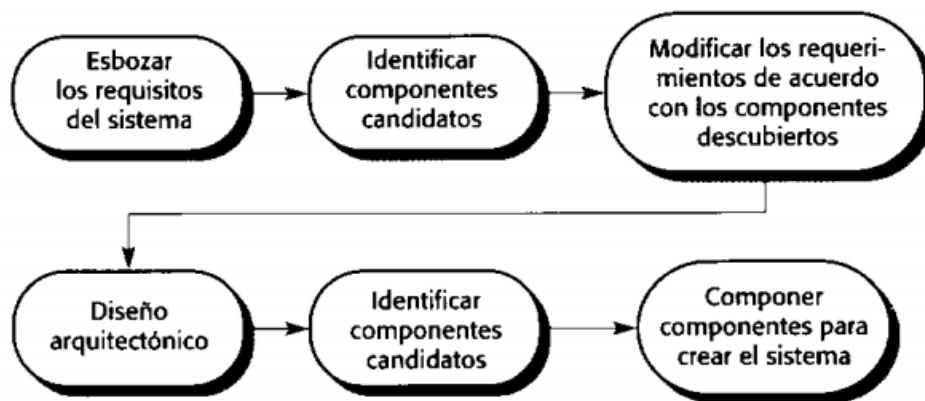 Esbozar
los requisitos
del sistema
Identificar
componentes
candidatos
Modificar los requeri-
mientos de acuerdo
con los componentes
descubiertos
Diseño
arquitectónico
Identificar
componentes
candidatos
Componer
componentes para
crear el sistema